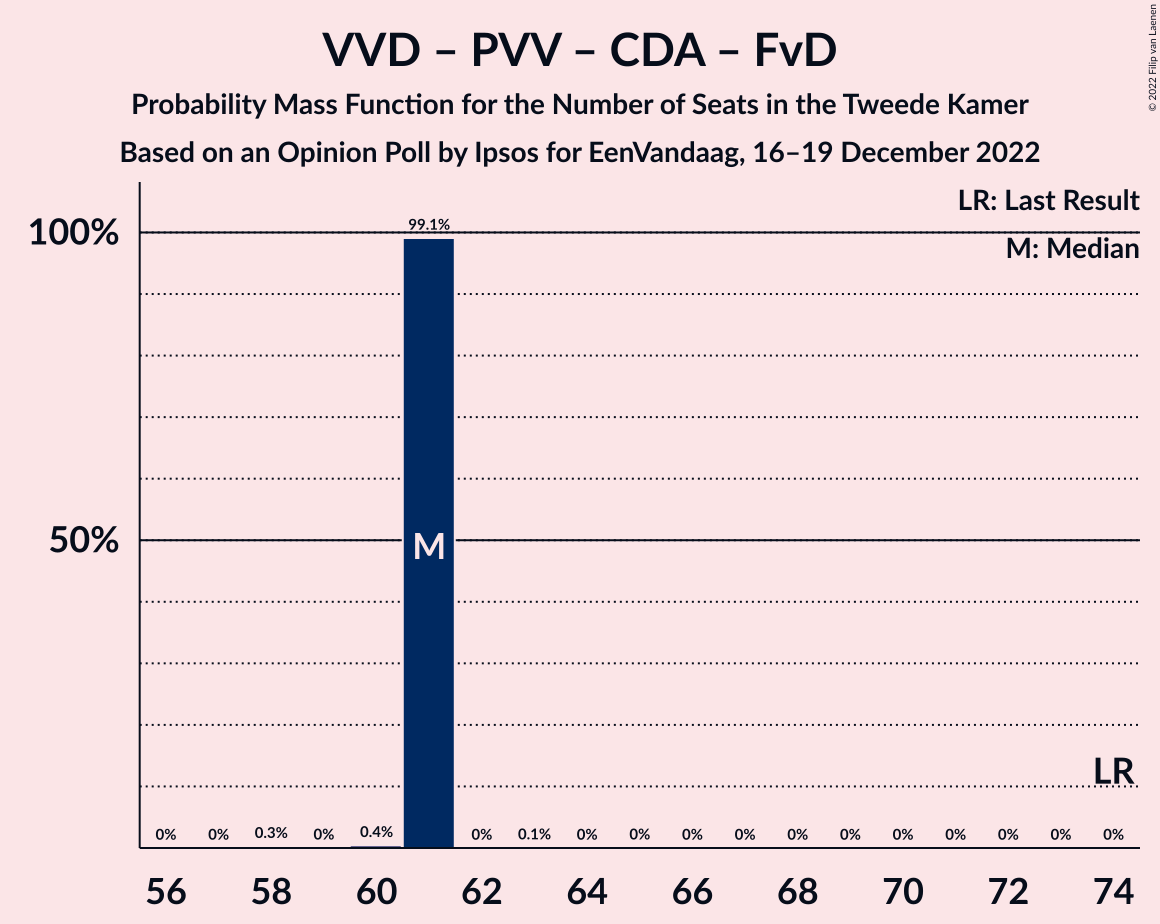 VVD – PVV – CDA – FvD
Probability Mass Function for the Number of Seats in the Tweede Kamer
Based on an Opinion Poll by Ipsos for EenVandaag, 16–19 December 2022
© 2022 Filip van Laenen
LR: Last Result
M: Median
100%
99.1%
50%
M
LR
0% 0% 0.3% 0% 0.4% 0% 0.1% 0% 0% 0% 0% 0% 0% 0% 0% 0% 0% 0%
56 58 60 62 64 66 68 70 72 74